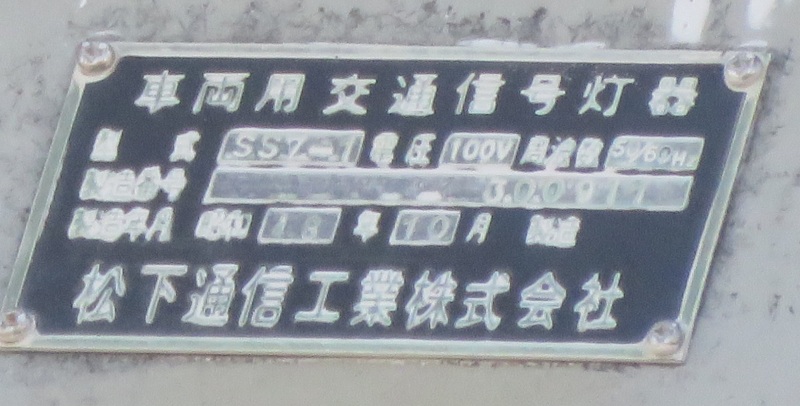 車両用交通信号灯器
型式 SSZ-1 電圧 100V 周波数 50/60Hz
製造番号 300911
製造年月 昭和 48 年 10 月 製造
松下通信工業株式会社